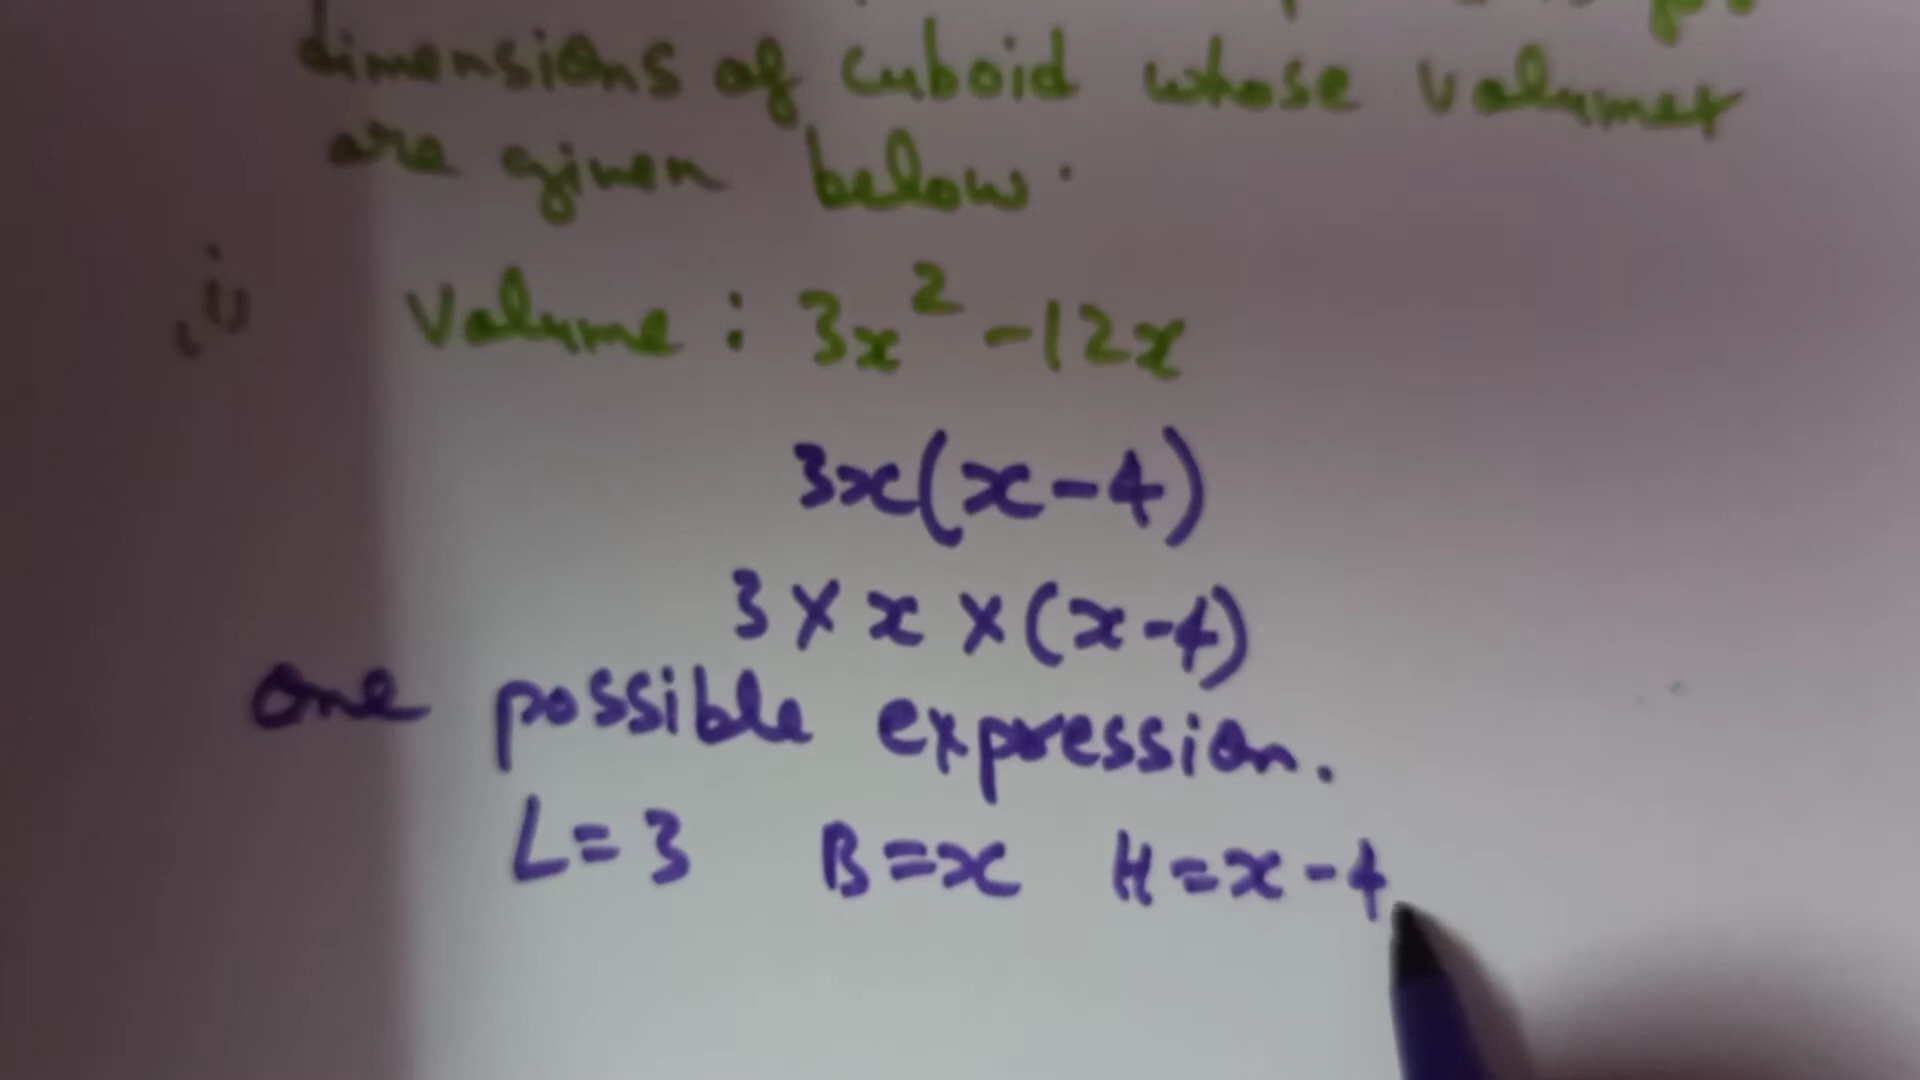 dimensions of cuboid whose volumes
are given below.
i)
Volume : 3x² - 12x
3x(x-4)
3 × x × (x-4)
one possible expression.
L = 3 B = x H = x - 4